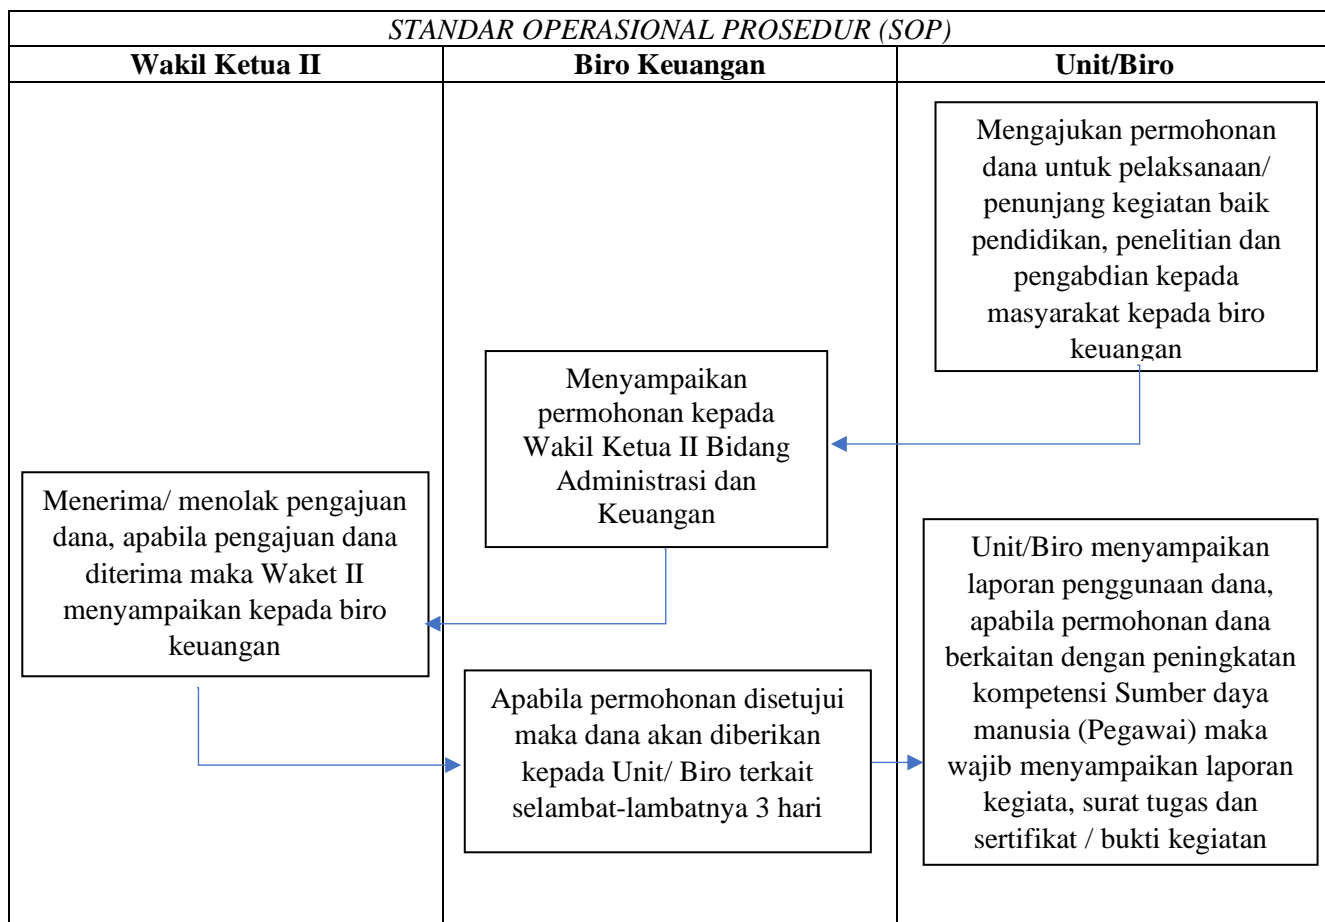 STANDAR OPERASIONAL PROSEDUR (SOP)
Wakil Ketua II
Biro Keuangan
Unit/Biro
Mengajukan permohonan
dana untuk pelaksanaan/
penunjang kegiatan baik
pendidikan, penelitian dan
pengabdian kepada
masyarakat kepada biro
keuangan
Menyampaikan
permohonan kepada
Wakil Ketua II Bidang
Administrasi dan
Keuangan
Menerima/ menolak pengajuan
dana, apabila pengajuan dana
diterima maka Waket II
menyampaikan kepada biro
keuangan
Apabila permohonan disetujui
maka dana akan diberikan
kepada Unit/ Biro terkait
selambat-lambatnya 3 hari
Unit/Biro menyampaikan
laporan penggunaan dana,
apabila permohonan dana
berkaitan dengan peningkatan
kompetensi Sumber daya
manusia (Pegawai) maka
wajib menyampaikan laporan
kegiata, surat tugas dan
sertifikat / bukti kegiatan